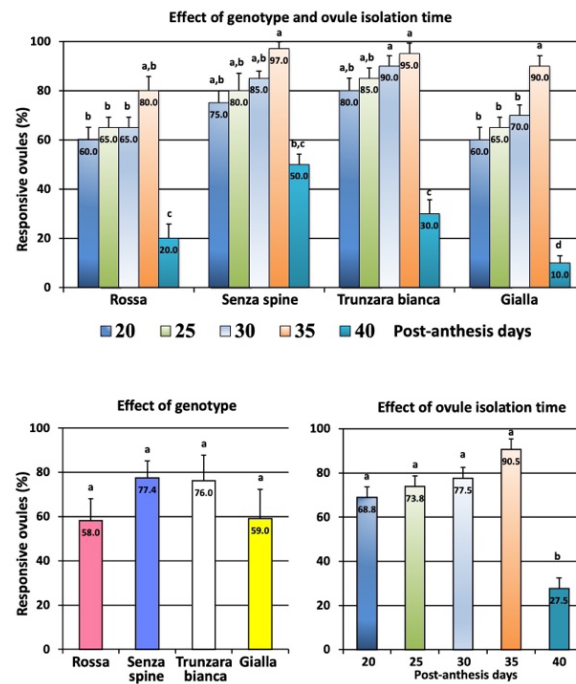 Effect of genotype and ovule isolation time
Responsive ovules (%)
100
80
60
40
20
0
b b b a,b c
60.0 65.0 65.0 80.0 20.0
a,b a,b a,b a b,c
75.0 80.0 85.0 97.0 50.0
a,b a,b a a c
80.0 85.0 90.0 95.0 30.0
b b b a d
60.0 65.0 70.0 90.0 10.0
Rossa Senza spine Trunzara bianca Gialla
20 25 30 35 40 Post-anthesis days
Effect of genotype
Responsive ovules (%)
100
80
60
40
20
0
a a a a
58.0 77.4 76.0 59.0
Rossa Senza Trunzara Gialla
spine bianca
Effect of ovule isolation time
100
80
60
40
20
0
a a a a b
68.8 73.8 77.5 90.5 27.5
20 25 30 35 40
Post-anthesis days